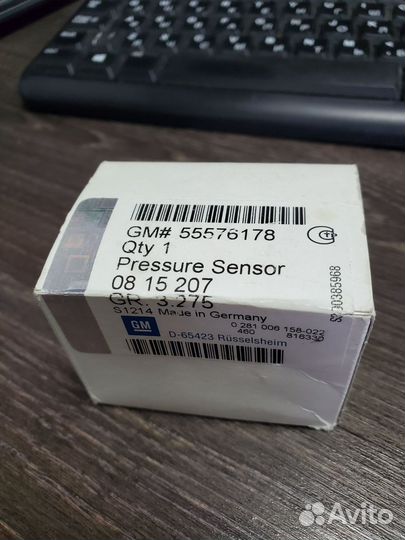 GM# 55576178
Qty 1
Pressure Sensor
08 15 207
GR. 3.275
S1214 Made in Germany
GM
0 281 006 158-022
460 816330
D-65423 Rüsselsheim
S200385968
Avito